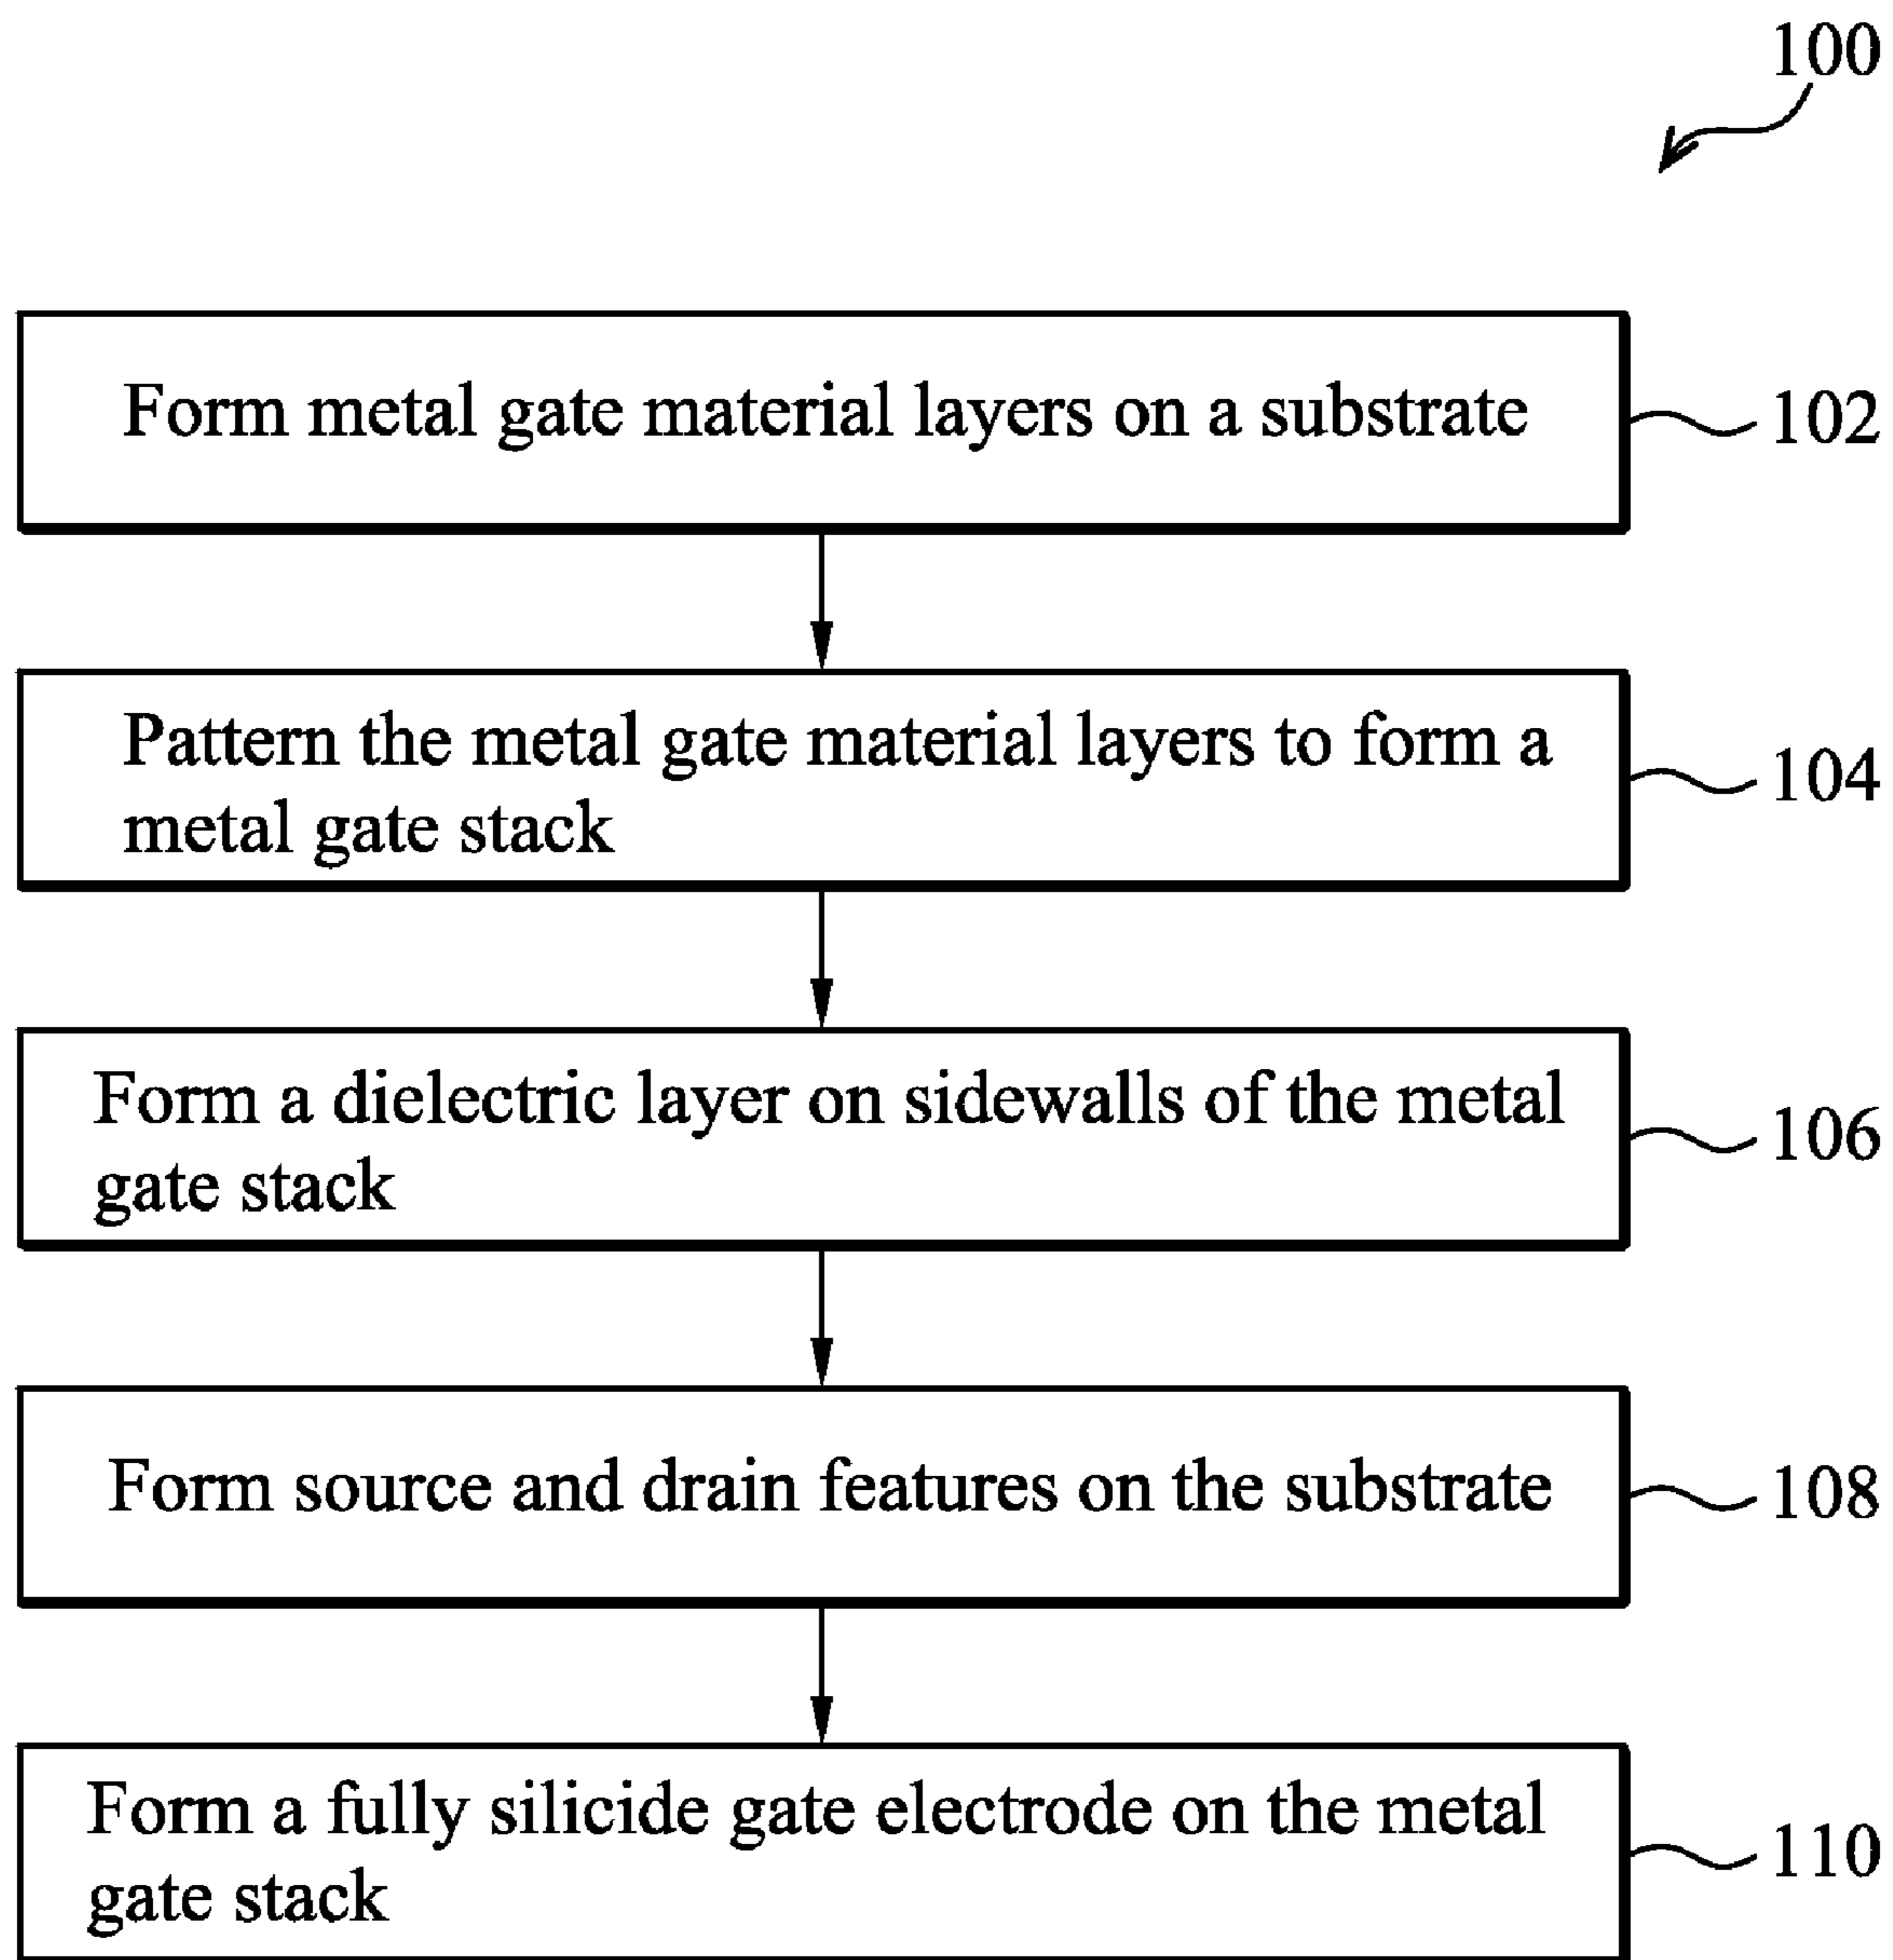 100
Form metal gate material layers on a substrate
102
Pattern the metal gate material layers to form a
metal gate stack
104
Form a dielectric layer on sidewalls of the metal
gate stack
106
Form source and drain features on the substrate
108
Form a fully silicide gate electrode on the metal
gate stack
110